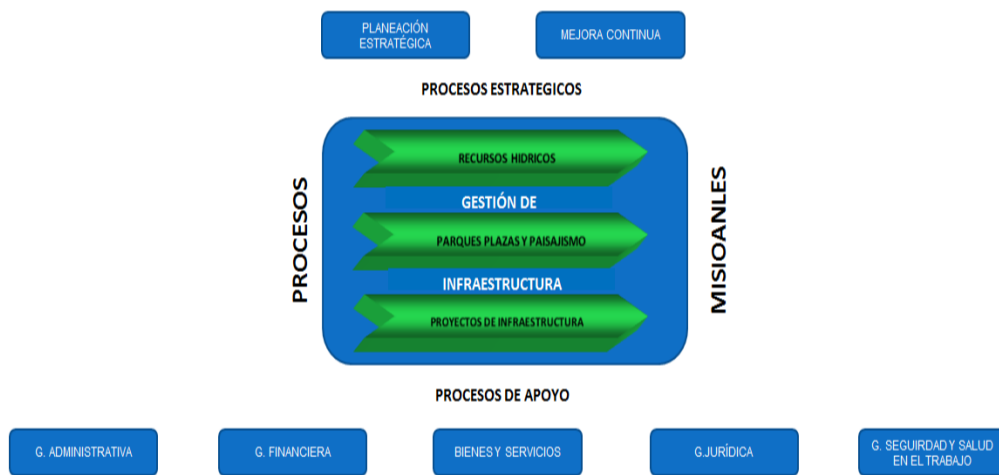 PLANEACIÓN
ESTRATÉGICA
MEJORA CONTINUA
PROCESOS ESTRATEGICOS
PROCESOS
RECURSOS HIDRICOS
GESTIÓN DE
PARQUES PLAZAS Y PAISAJISMO
INFRAESTRUCTURA
PROYECTOS DE INFRAESTRUCTURA
MISIOANLES
PROCESOS DE APOYO
G. ADMINISTRATIVA
G. FINANCIERA
BIENES Y SERVICIOS
G.JURÍDICA
G. SEGUIRDAD Y SALUD
EN EL TRABAJO